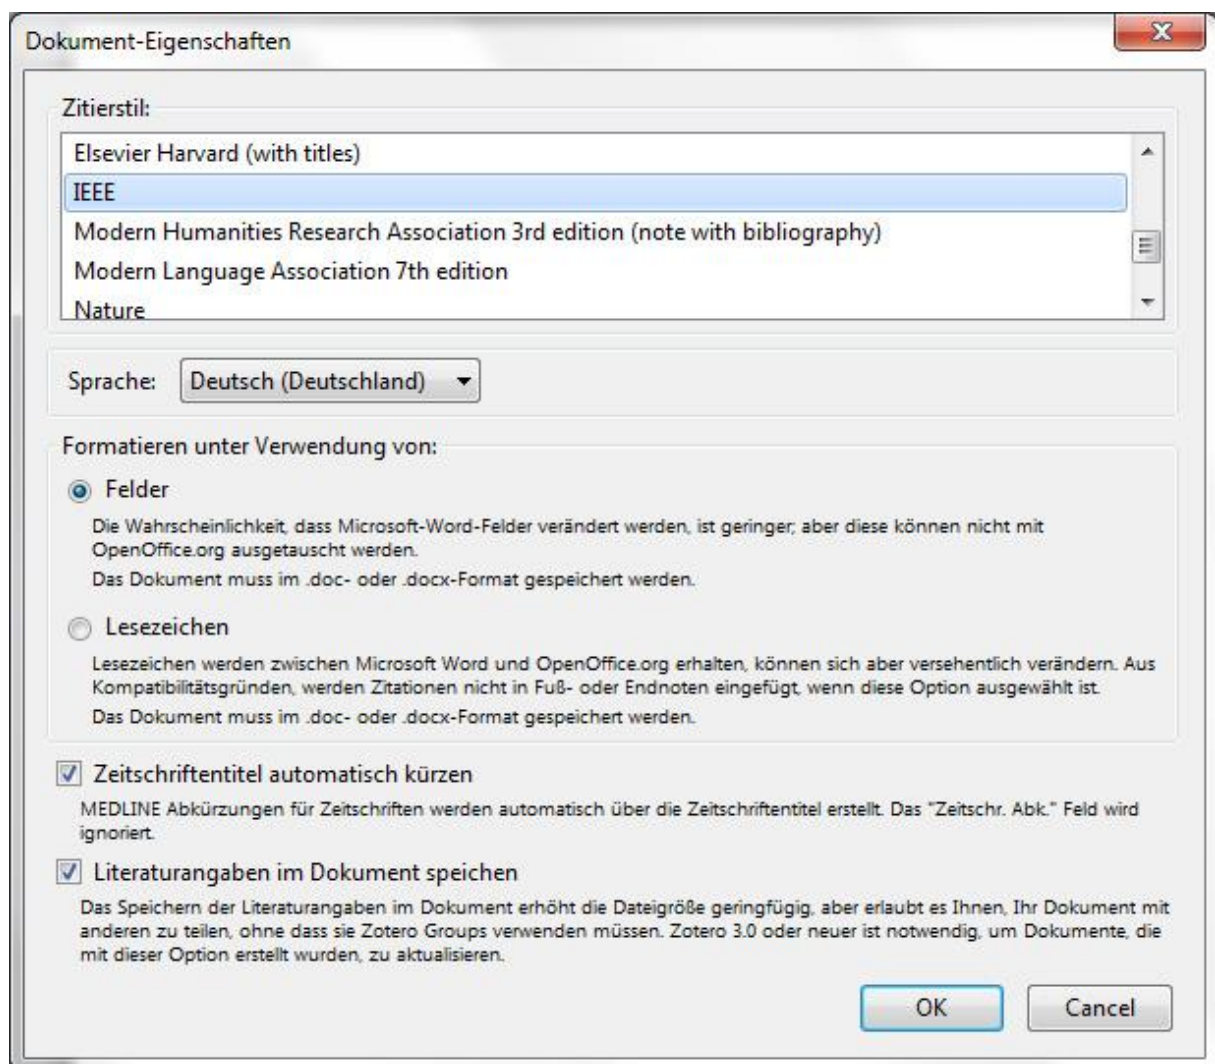 Dokument-Eigenschaften
Zitierstil:
Elsevier Harvard (with titles)
IEEE
Modern Humanities Research Association 3rd edition (note with bibliography)
Modern Language Association 7th edition
Nature
Sprache: Deutsch (Deutschland)
Formatieren unter Verwendung von:
Felder
Die Wahrscheinlichkeit, dass Microsoft-Word-Felder verändert werden, ist geringer; aber diese können nicht mit
OpenOffice.org ausgetauscht werden.
Das Dokument muss im .doc- oder .docx-Format gespeichert werden.
Lesezeichen
Lesezeichen werden zwischen Microsoft Word und OpenOffice.org erhalten, können sich aber versehentlich verändern. Aus
Kompatibilitätsgründen, werden Zitationen nicht in Fuß- oder Endnoten eingefügt, wenn diese Option ausgewählt ist.
Das Dokument muss im .doc- oder .docx-Format gespeichert werden.
Zeitschriftentitel automatisch kürzen
MEDLINE Abkürzungen für Zeitschriften werden automatisch über die Zeitschriftentitel erstellt. Das "Zeitschr. Abk." Feld wird
ignoriert.
Literaturangaben im Dokument speichen
Das Speichern der Literaturangaben im Dokument erhöht die Dateigröße geringfügig, aber erlaubt es Ihnen, Ihr Dokument mit
anderen zu teilen, ohne dass sie Zotero Groups verwenden müssen. Zotero 3.0 oder neuer ist notwendig, um Dokumente, die
mit dieser Option erstellt wurden, zu aktualisieren.
OK Cancel